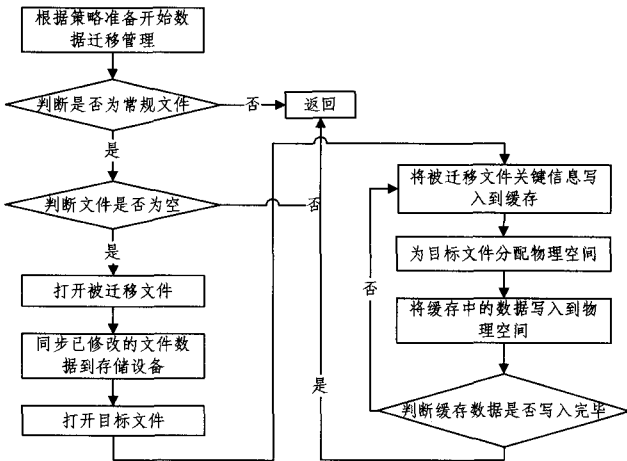 根据策略准备开始数
据迁移管理
判断是否为常规文件
否
返回
是
判断文件是否为空
否
是
打开被迁移文件
同步已修改的文件数
据到存储设备
打开目标文件
将被迁移文件关键信息写
入到缓存
为目标文件分配物理空间
否
将缓存中的数据写入到物
理空间
是
判断缓存数据是否写入完毕